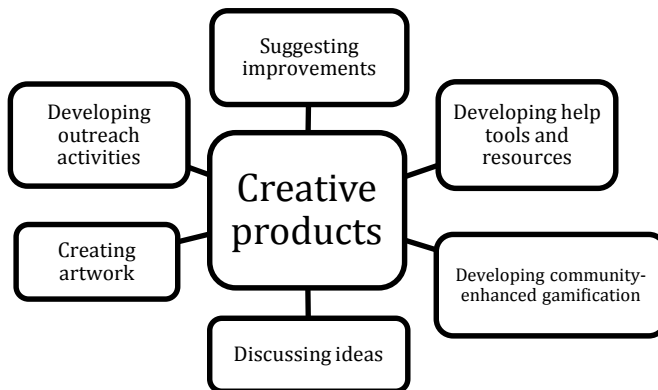 Suggesting
improvements
Developing
outreach
activities
Developing help
tools and
resources
Creative
products
Creating
artwork
Developing community-
enhanced gamification
Discussing ideas